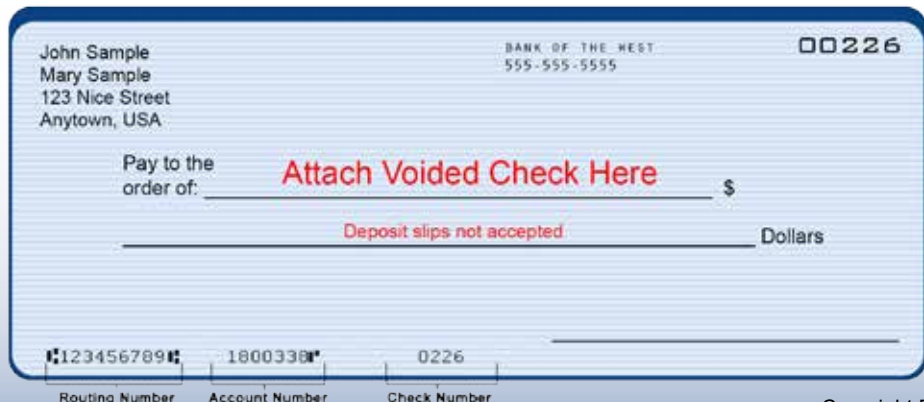 John Sample
Mary Sample
123 Nice Street
Anytown, USA
BANK OF THE WEST
555-555-5555
00226
Pay to the
order of:
Attach Voided Check Here
$
Deposit slips not accepted
Dollars
⑆123456789⑆ 1800338⑈ 0226
Routing Number Account Number Check Number